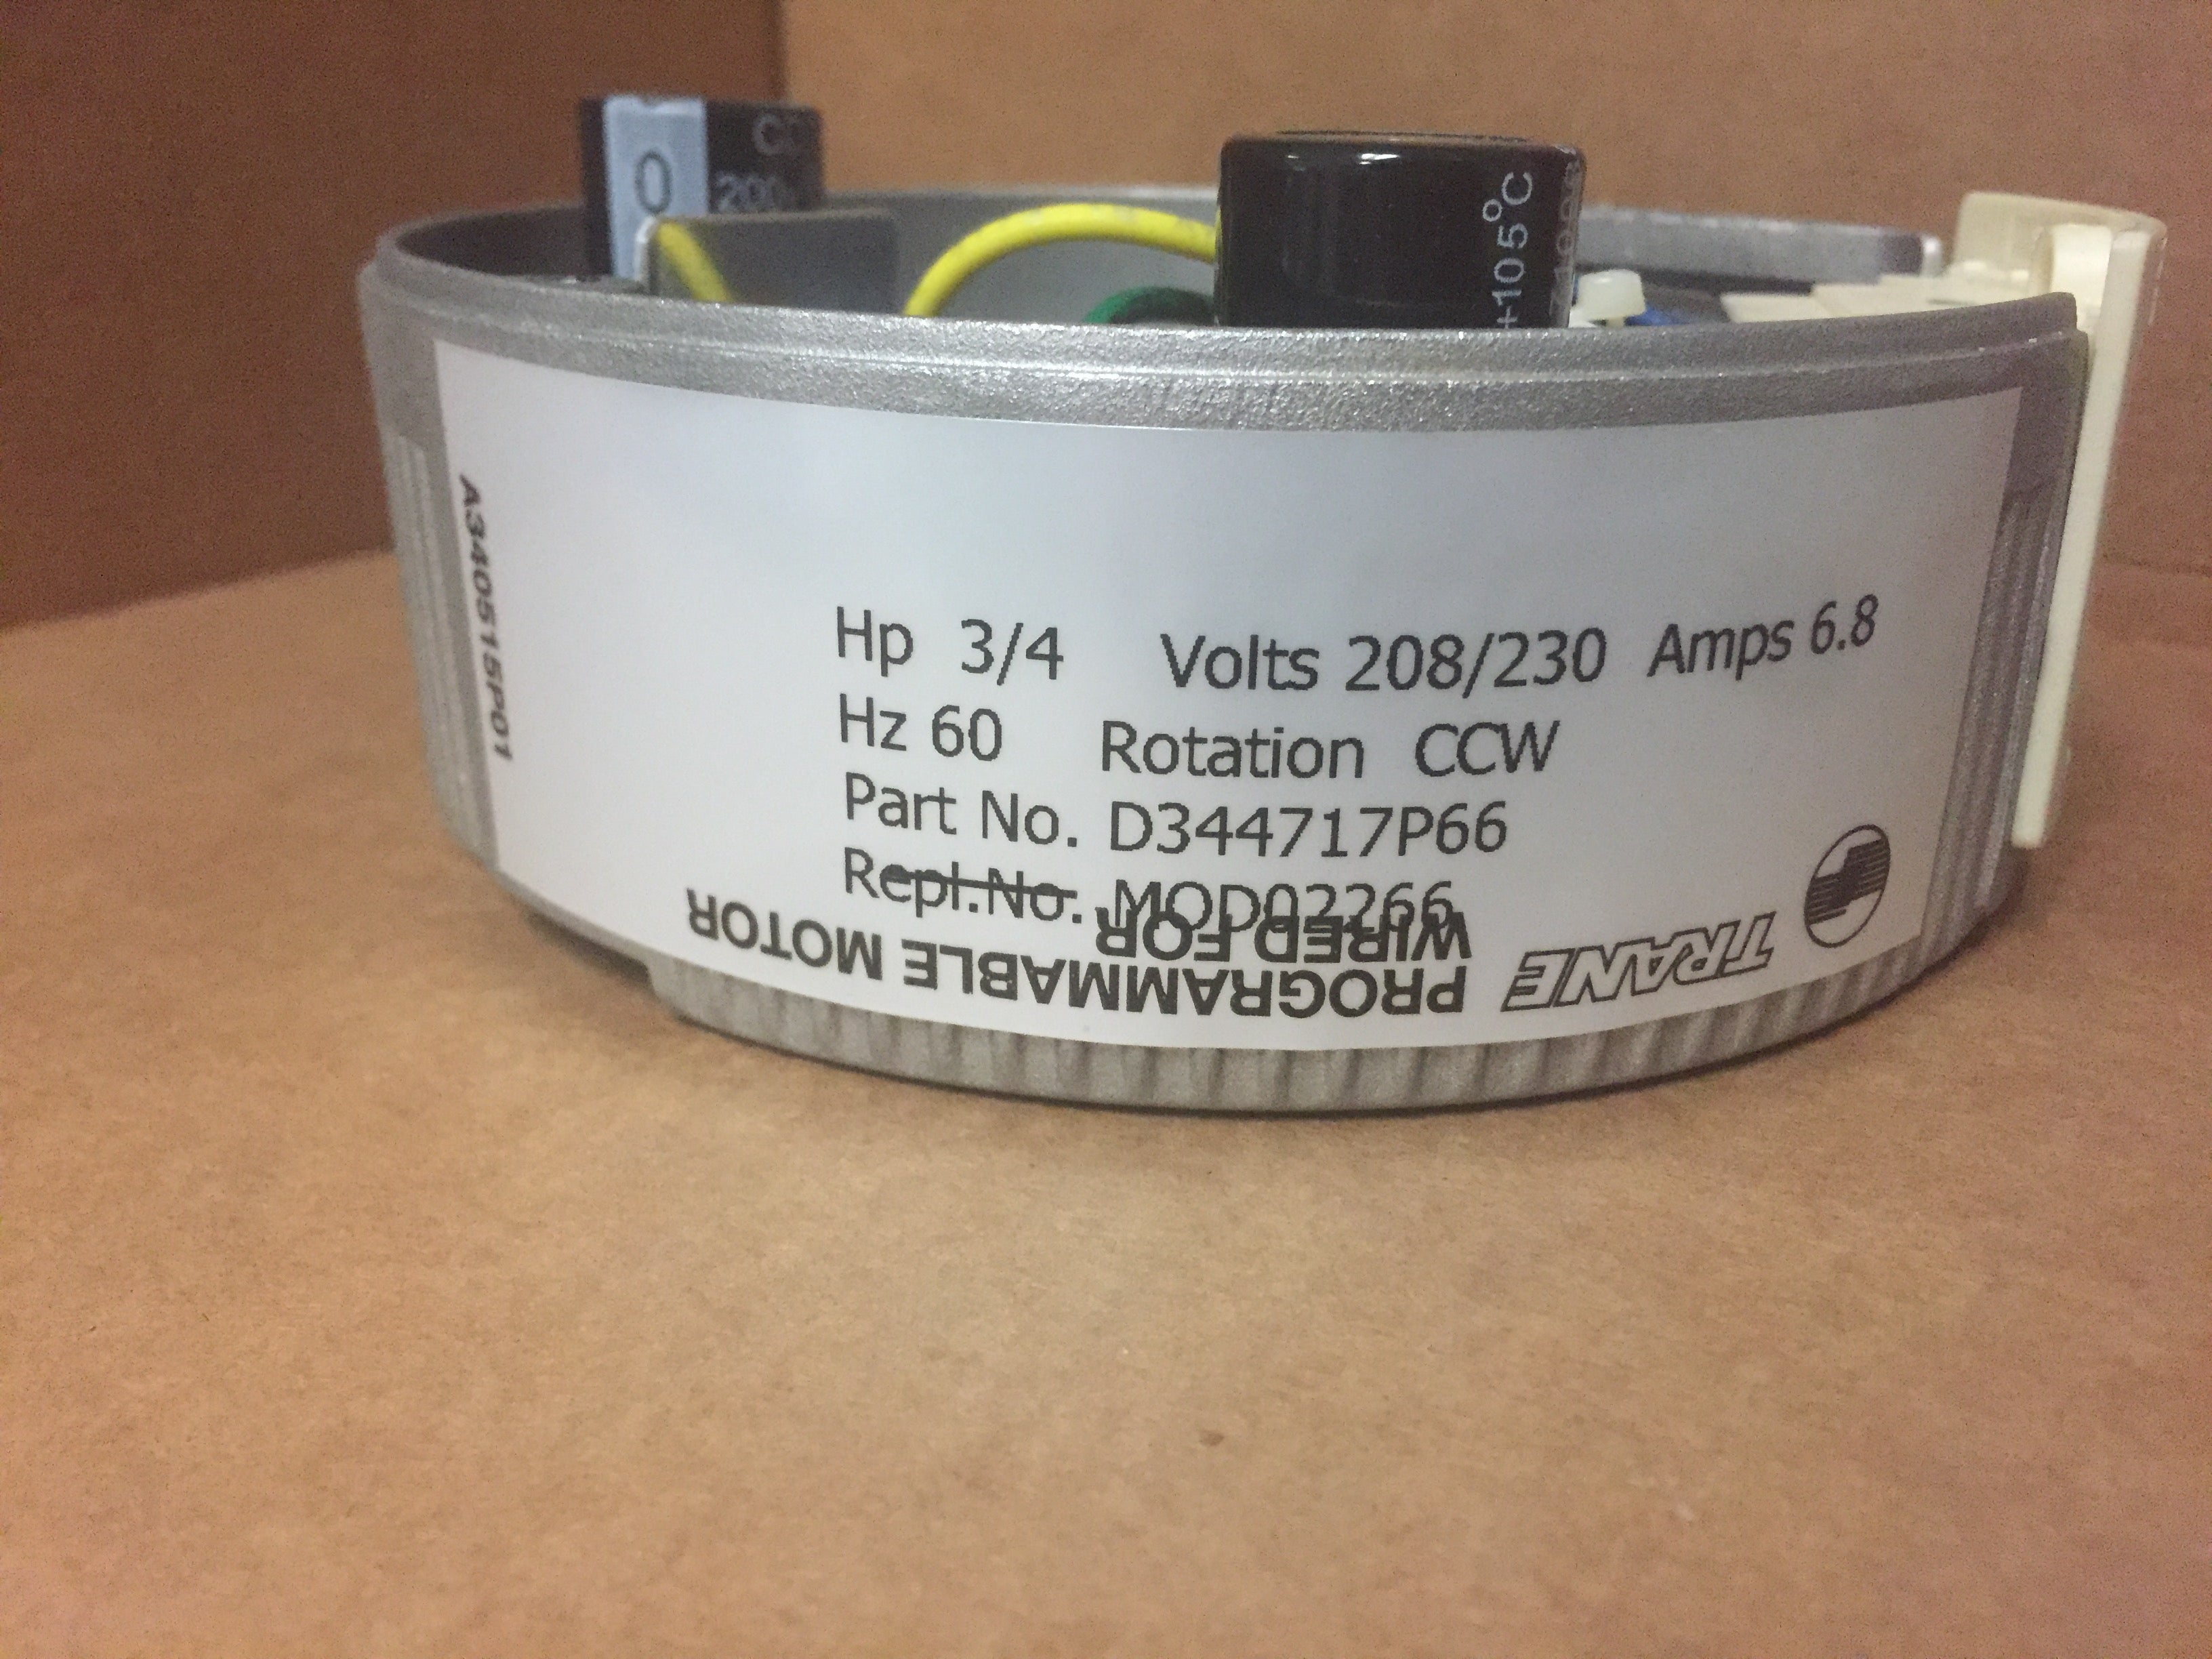 200
+105°C
A340515P01
Hp 3/4 Volts 208/230 Amps 6.8
Hz 60 Rotation CCW
Part No. D344717P66
Repl.No. MOD02266
WIRED FOR
PROGRAMMABLE MOTOR
TRANE